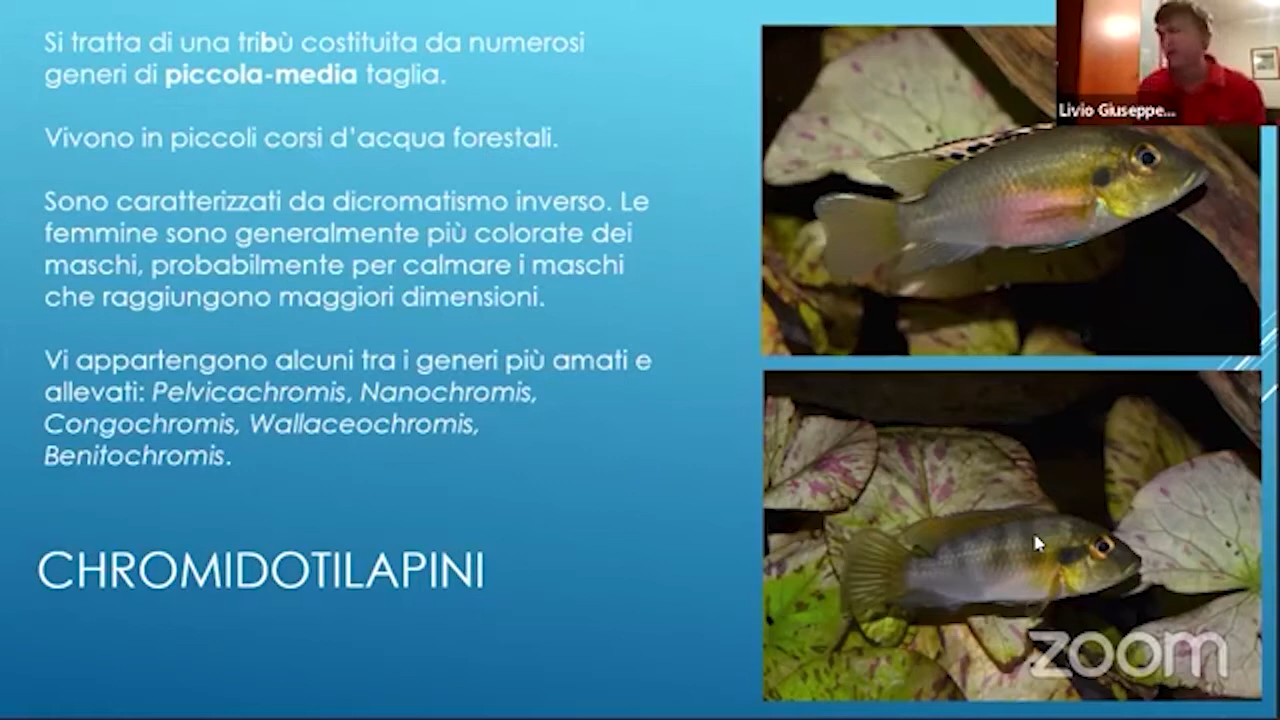 Si tratta di una tribù costituita da numerosi
generi di piccola-media taglia.
Vivono in piccoli corsi d'acqua forestali.
Sono caratterizzati da dicromatismo inverso. Le
femmine sono generalmente più colorate dei
maschi, probabilmente per calmare i maschi
che raggiungono maggiori dimensioni.
Vi appartengono alcuni tra i generi più amati e
allevati: Pelvicachromis, Nanochromis,
Congochromis, Wallaceochromis,
Benitochromis.
CHROMIDOTILAPINI
Livio Giuseppe...
zoom